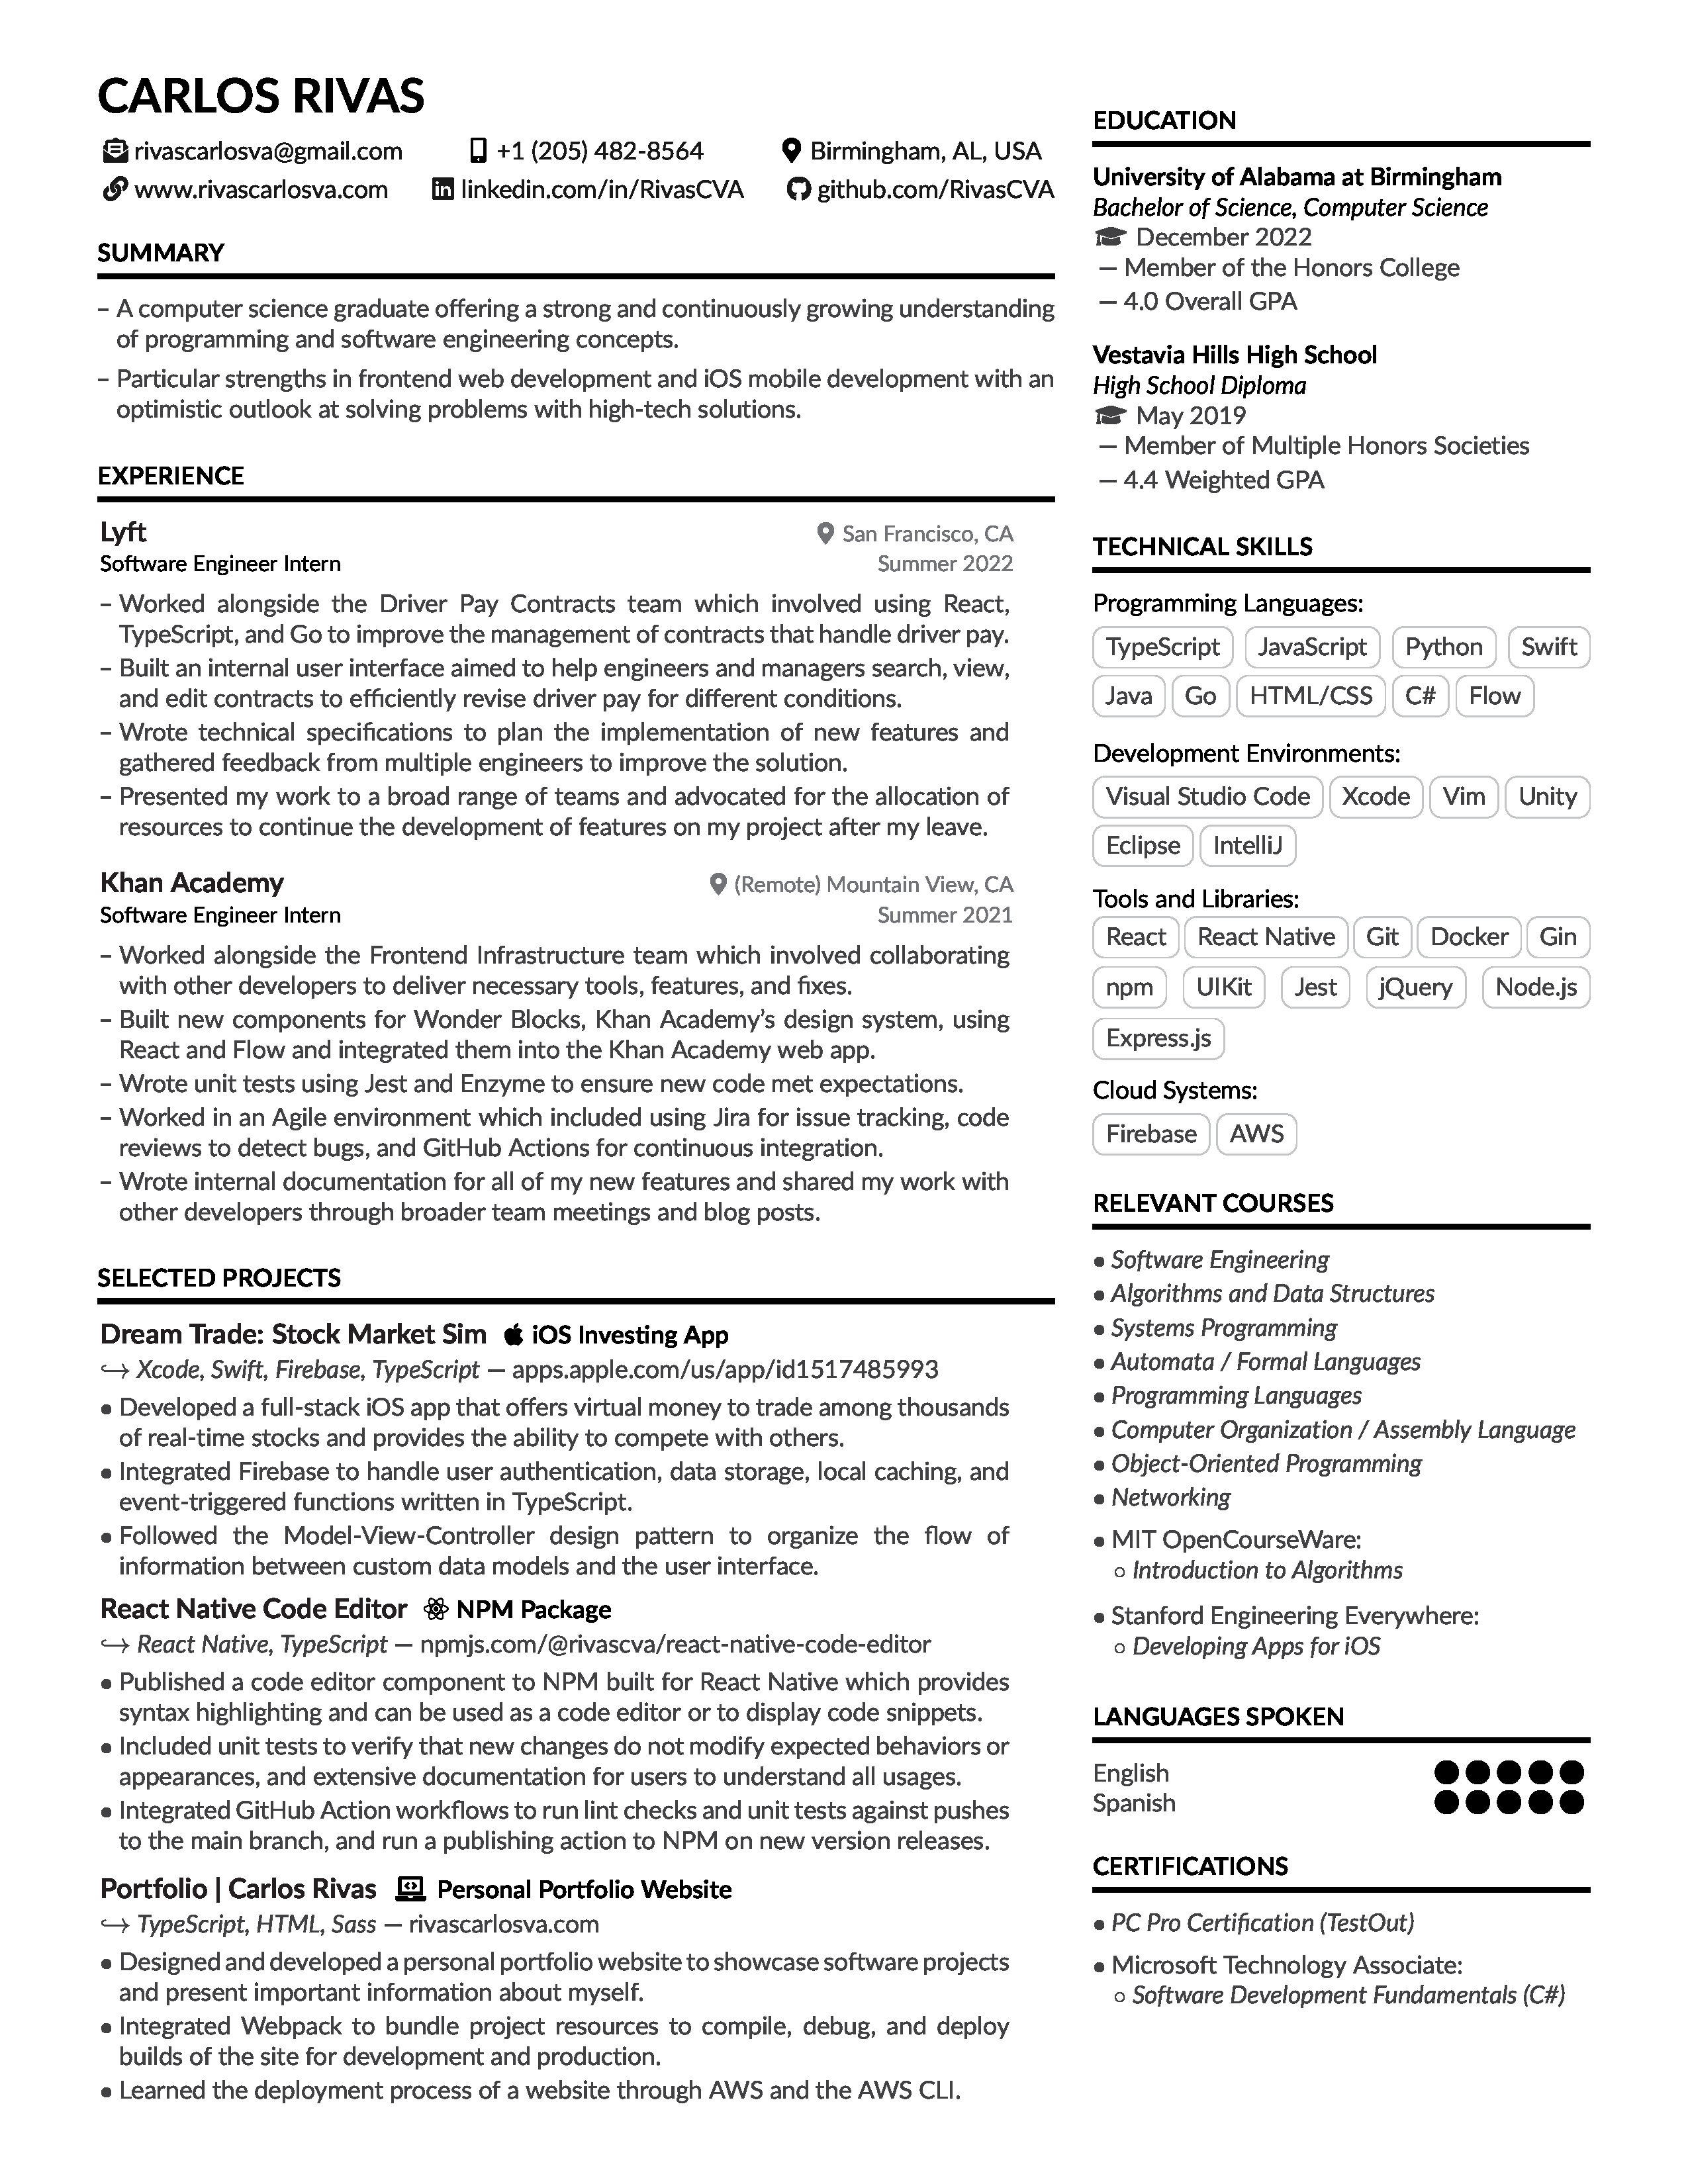 CARLOS RIVAS
rivascarlosva@gmail.com +1 (205) 482-8564 Birmingham, AL, USA
www.rivascarlosva.com linkedin.com/in/RivasCVA github.com/RivasCVA
SUMMARY
– A computer science graduate offering a strong and continuously growing understanding
of programming and software engineering concepts.
– Particular strengths in frontend web development and iOS mobile development with an
optimistic outlook at solving problems with high-tech solutions.
EXPERIENCE
Lyft San Francisco, CA
Software Engineer Intern Summer 2022
– Worked alongside the Driver Pay Contracts team which involved using React,
TypeScript, and Go to improve the management of contracts that handle driver pay.
– Built an internal user interface aimed to help engineers and managers search, view,
and edit contracts to efficiently revise driver pay for different conditions.
– Wrote technical specifications to plan the implementation of new features and
gathered feedback from multiple engineers to improve the solution.
– Presented my work to a broad range of teams and advocated for the allocation of
resources to continue the development of features on my project after my leave.
Khan Academy (Remote) Mountain View, CA
Software Engineer Intern Summer 2021
– Worked alongside the Frontend Infrastructure team which involved collaborating
with other developers to deliver necessary tools, features, and fixes.
– Built new components for Wonder Blocks, Khan Academy’s design system, using
React and Flow and integrated them into the Khan Academy web app.
– Wrote unit tests using Jest and Enzyme to ensure new code met expectations.
– Worked in an Agile environment which included using Jira for issue tracking, code
reviews to detect bugs, and GitHub Actions for continuous integration.
– Wrote internal documentation for all of my new features and shared my work with
other developers through broader team meetings and blog posts.
SELECTED PROJECTS
Dream Trade: Stock Market Sim iOS Investing App
↪ Xcode, Swift, Firebase, TypeScript — apps.apple.com/us/app/id1517485993
• Developed a full-stack iOS app that offers virtual money to trade among thousands
of real-time stocks and provides the ability to compete with others.
• Integrated Firebase to handle user authentication, data storage, local caching, and
event-triggered functions written in TypeScript.
• Followed the Model-View-Controller design pattern to organize the flow of
information between custom data models and the user interface.
React Native Code Editor NPM Package
↪ React Native, TypeScript — npmjs.com/@rivascva/react-native-code-editor
• Published a code editor component to NPM built for React Native which provides
syntax highlighting and can be used as a code editor or to display code snippets.
• Included unit tests to verify that new changes do not modify expected behaviors or
appearances, and extensive documentation for users to understand all usages.
• Integrated GitHub Action workflows to run lint checks and unit tests against pushes
to the main branch, and run a publishing action to NPM on new version releases.
Portfolio | Carlos Rivas Personal Portfolio Website
↪ TypeScript, HTML, Sass — rivascarlosva.com
• Designed and developed a personal portfolio website to showcase software projects
and present important information about myself.
• Integrated Webpack to bundle project resources to compile, debug, and deploy
builds of the site for development and production.
• Learned the deployment process of a website through AWS and the AWS CLI.
EDUCATION
University of Alabama at Birmingham
Bachelor of Science, Computer Science
December 2022
— Member of the Honors College
— 4.0 Overall GPA
Vestavia Hills High School
High School Diploma
May 2019
— Member of Multiple Honors Societies
— 4.4 Weighted GPA
TECHNICAL SKILLS
Programming Languages:
TypeScript JavaScript Python Swift
Java Go HTML/CSS C# Flow
Development Environments:
Visual Studio Code Xcode Vim Unity
Eclipse IntelliJ
Tools and Libraries:
React React Native Git Docker Gin
npm UIKit Jest jQuery Node.js
Express.js
Cloud Systems:
Firebase AWS
RELEVANT COURSES
• Software Engineering
• Algorithms and Data Structures
• Systems Programming
• Automata / Formal Languages
• Programming Languages
• Computer Organization / Assembly Language
• Object-Oriented Programming
• Networking
• MIT OpenCourseWare:
◦ Introduction to Algorithms
• Stanford Engineering Everywhere:
◦ Developing Apps for iOS
LANGUAGES SPOKEN
English
Spanish
CERTIFICATIONS
• PC Pro Certification (TestOut)
• Microsoft Technology Associate:
◦ Software Development Fundamentals (C#)